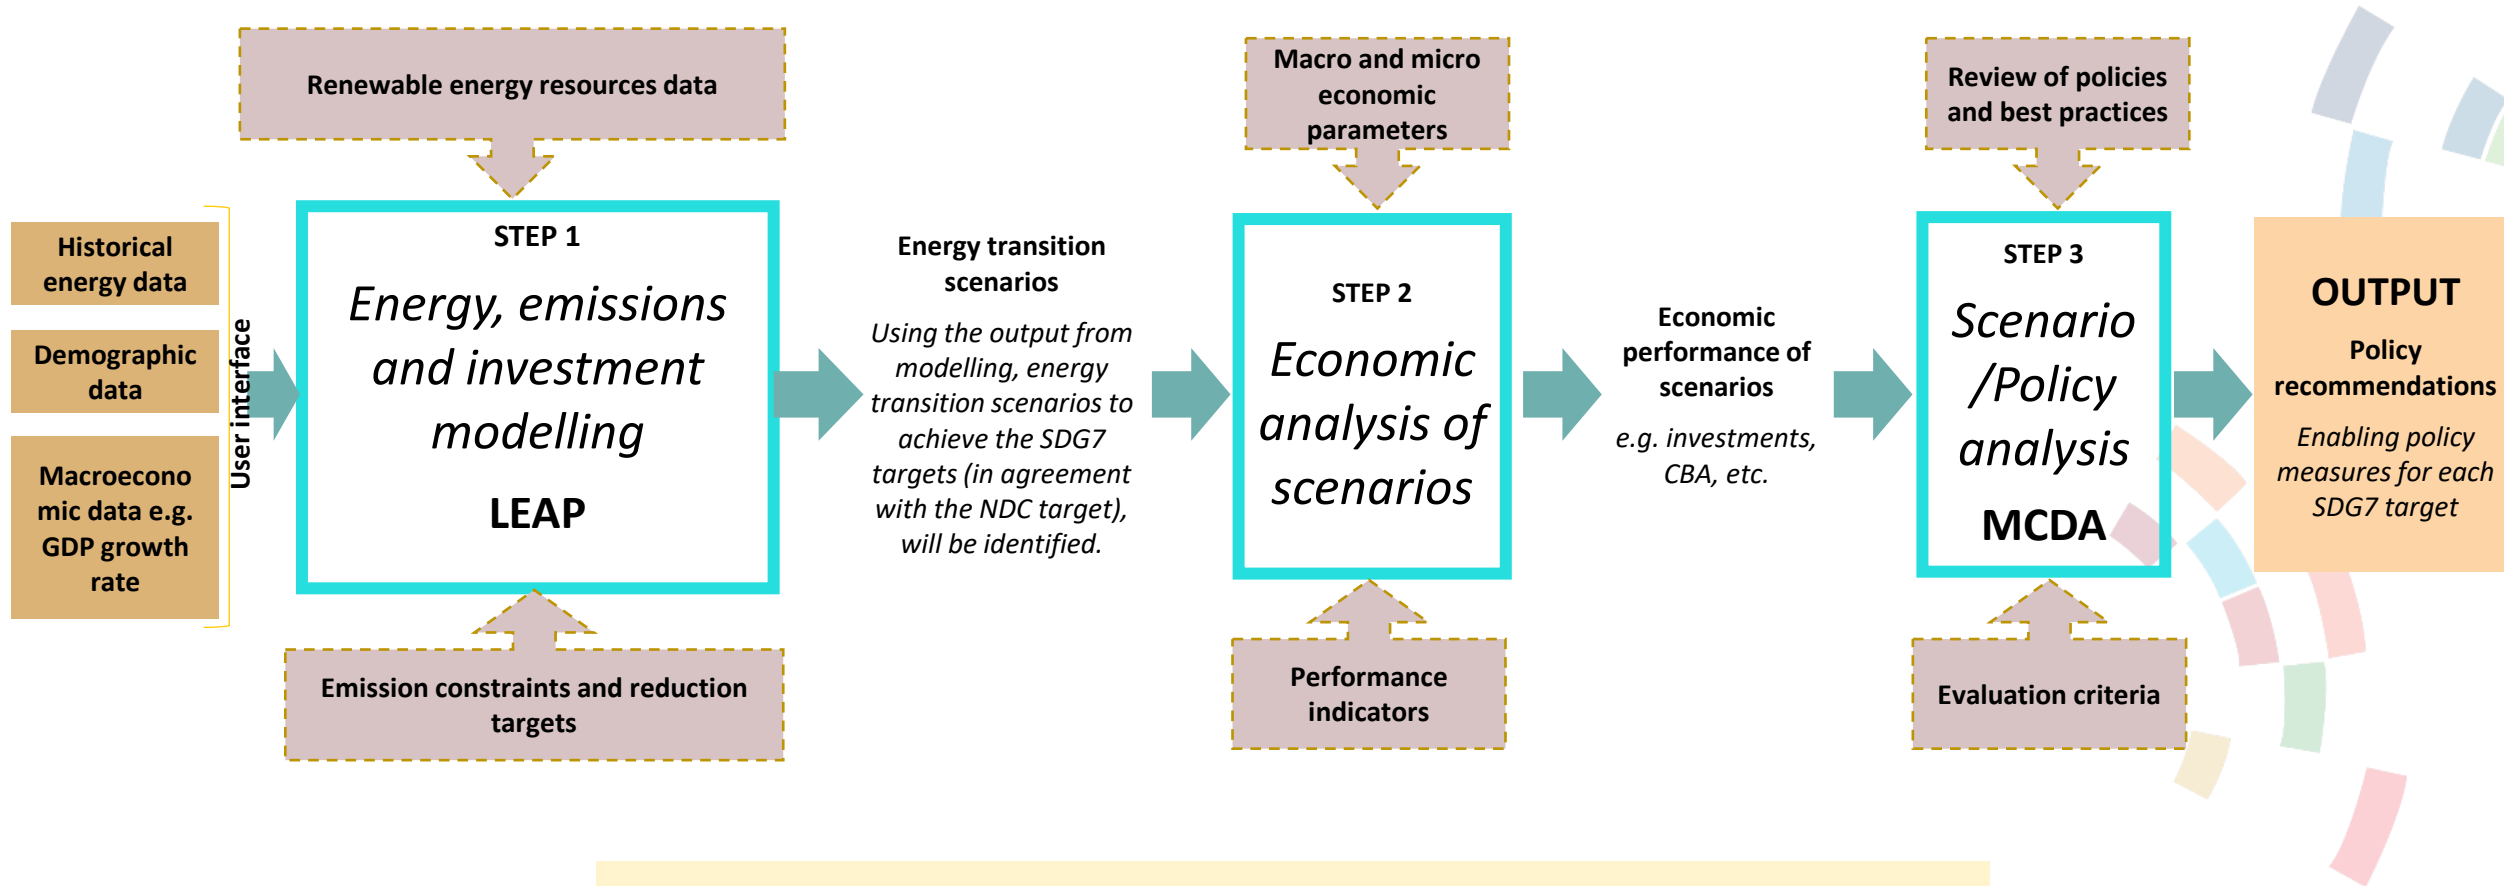 Renewable energy resources data
Macro and micro
economic
parameters
Review of policies
and best practices
Historical
energy data
Demographic
data
Macroecono
mic data e.g.
GDP growth
rate
User interface
STEP 1
Energy, emissions
and investment
modelling
LEAP
Emission constraints and reduction
targets
Energy transition
scenarios
Using the output from
modelling, energy
transition scenarios to
achieve the SDG7
targets (in agreement
with the NDC target),
will be identified.
STEP 2
Economic
analysis of
scenarios
Performance
indicators
Economic
performance of
scenarios
e.g. investments,
CBA, etc.
STEP 3
Scenario
/Policy
analysis
MCDA
Evaluation criteria
OUTPUT
Policy
recommendations
Enabling policy
measures for each
SDG7 target